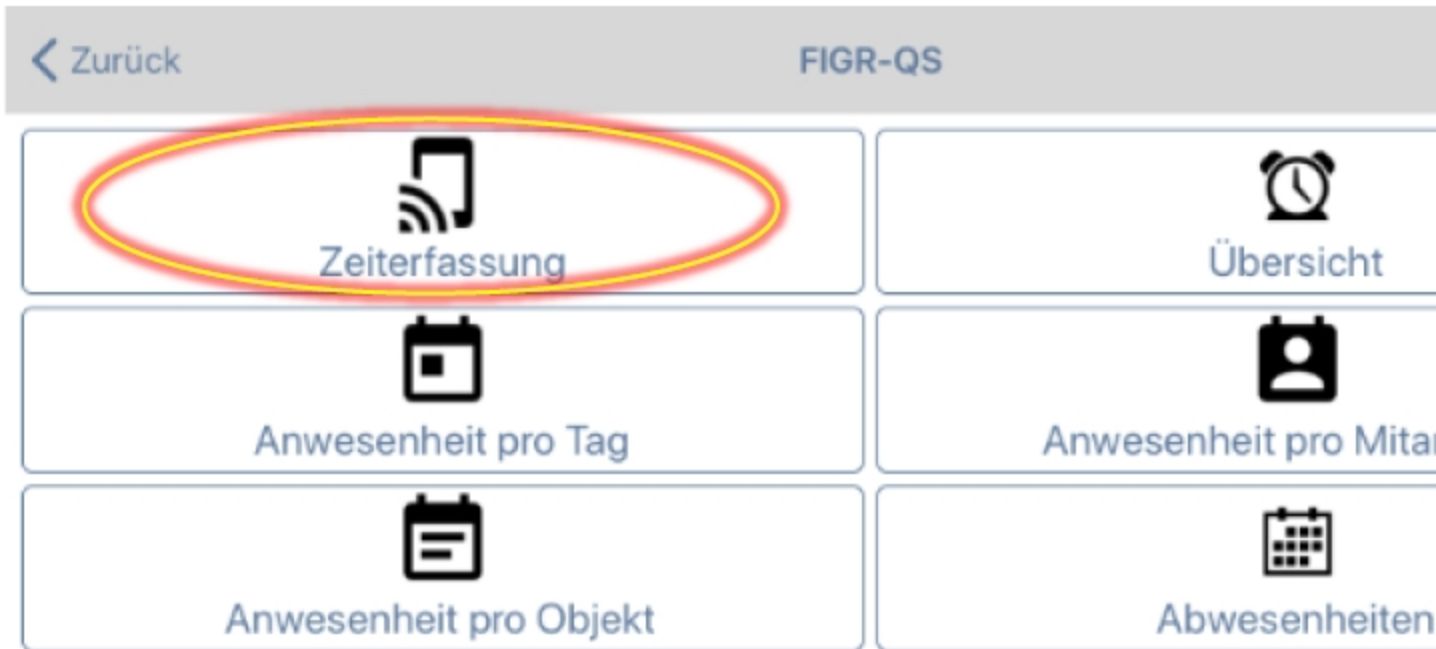 Zurück
FIGR-QS
Zeiterfassung
Übersicht
Anwesenheit pro Tag
Anwesenheit pro Mita
Anwesenheit pro Objekt
Abwesenheiten